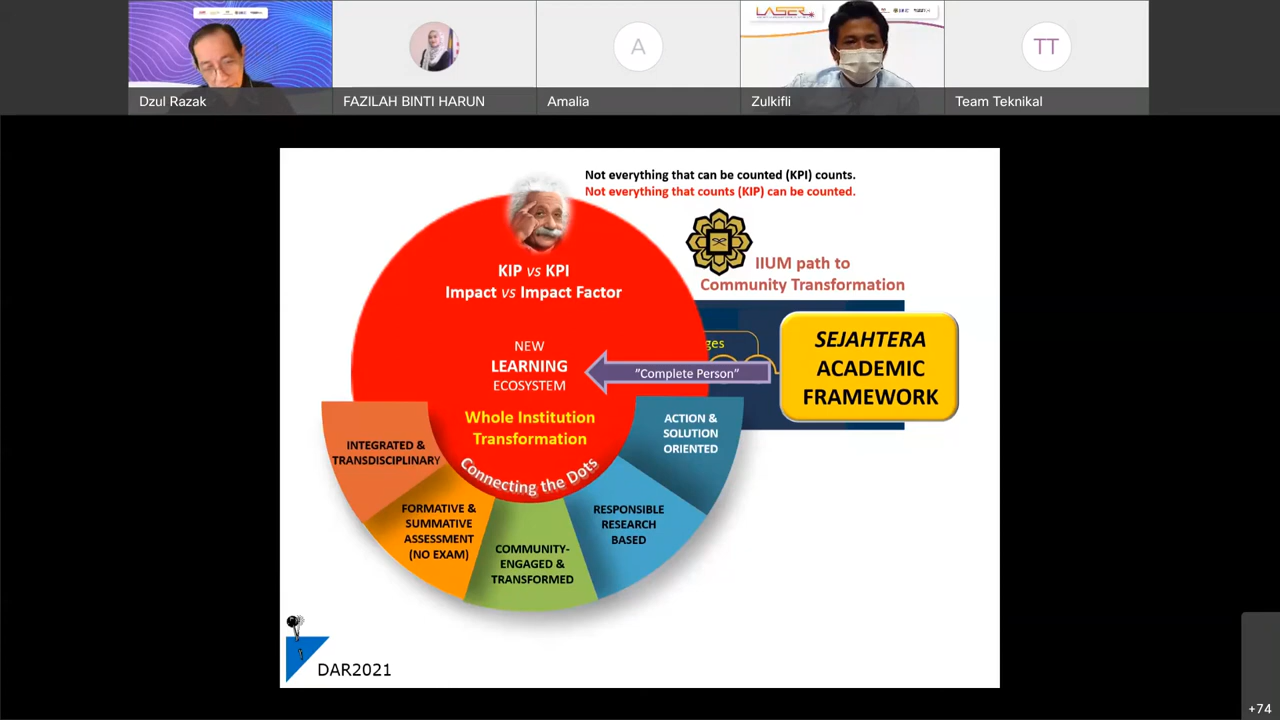 LASER
Dzul Razak
FAZILAH BINTI HARUN
A
Amalia
Zulkifli
TT
Team Teknikal
Not everything that can be counted (KPI) counts.
Not everything that counts (KIP) can be counted.
IIUM path to
Community Transformation
KIP vs KPI
Impact vs Impact Factor
NEW
LEARNING
ECOSYSTEM
Whole Institution
Transformation
Connecting the Dots
ges
"Complete Person"
SEJAHTERA
ACADEMIC
FRAMEWORK
INTEGRATED &
TRANSDISCIPLINARY
FORMATIVE &
SUMMATIVE
ASSESSMENT
(NO EXAM)
COMMUNITY-
ENGAGED &
TRANSFORMED
RESPONSIBLE
RESEARCH
BASED
ACTION &
SOLUTION
ORIENTED
DAR2021
+74